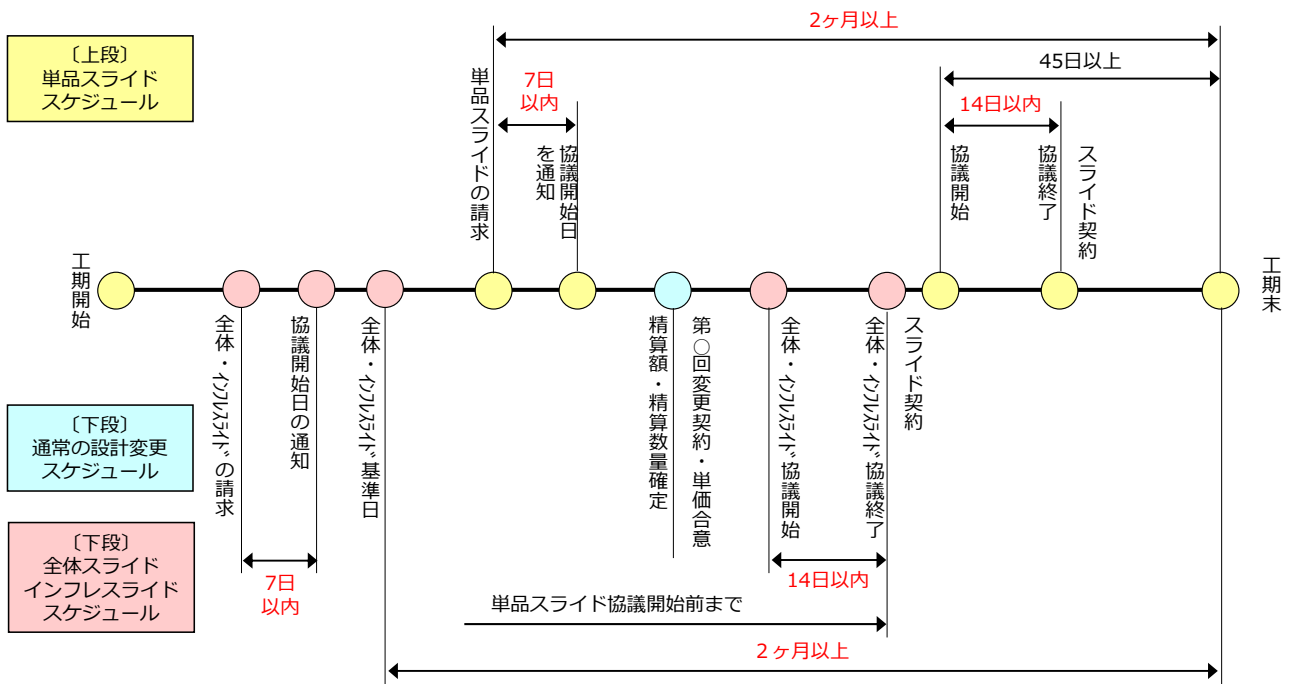 2ヶ月以上
〔上段〕
単品スライド
スケジュール
45日以上
7日
以内
14日以内
単品スライドの請求
協議開始日
を通知
協議開始
協議終了
スライド契約
工期開始
工期末
全体・インフレスライドの請求
協議開始日の通知
全体・インフレスライド基準日
精算額・精算数量確定
第○回変更契約・単価合意
全体・インフレスライド協議開始
全体・インフレスライド協議終了
スライド契約
〔下段〕
通常の設計変更
スケジュール
〔下段〕
全体スライド
インフレスライド
スケジュール
7日
以内
14日以内
単品スライド協議開始前まで
2ヶ月以上